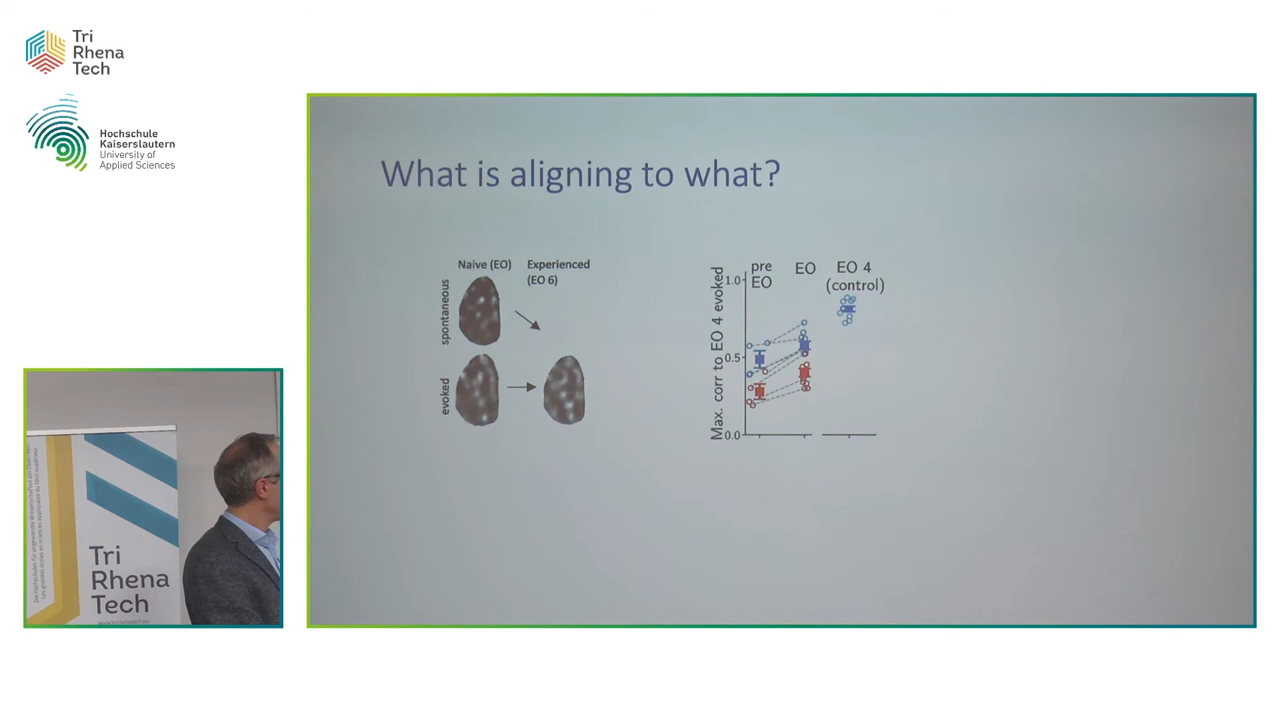 Tri
Rhena
Tech
Hochschule
Kaiserslautern
University of
Applied Sciences
What is aligning to what?
Naive (EO)
Experienced
(EO 6)
spontaneous
evoked
Max. corr to EO 4 evoked
pre
EO
EO
EO 4
(control)
1.0
0.5
0.0
Tri
Rhena
Tech